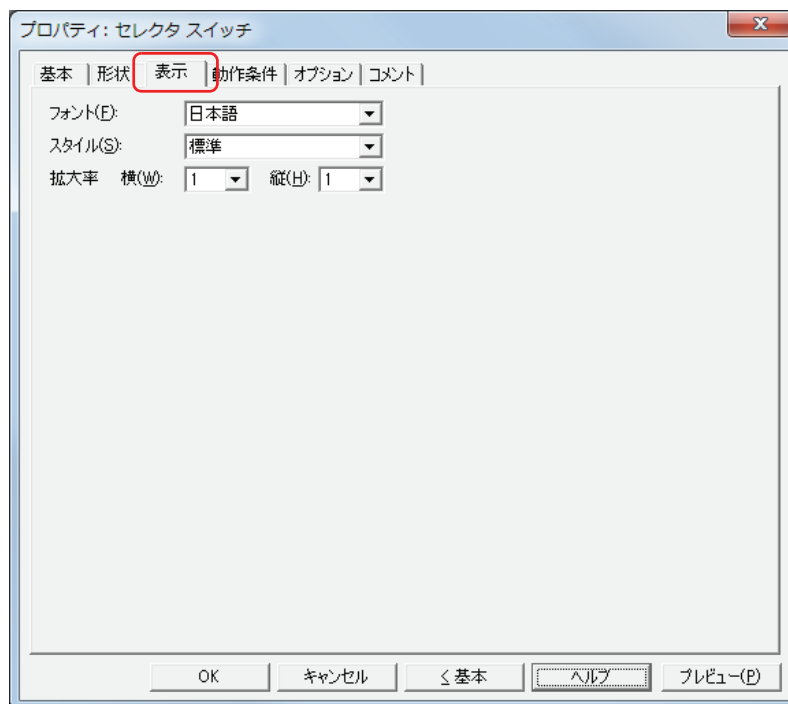 プロパティ: セレクタ スイッチ
基本 形状 表示 動作条件 オプション コメント
フォント(F): 日本語
スタイル(S): 標準
拡大率 横(W): 1 縦(H): 1
OK キャンセル ≤ 基本 ヘルプ プレビュー(P)